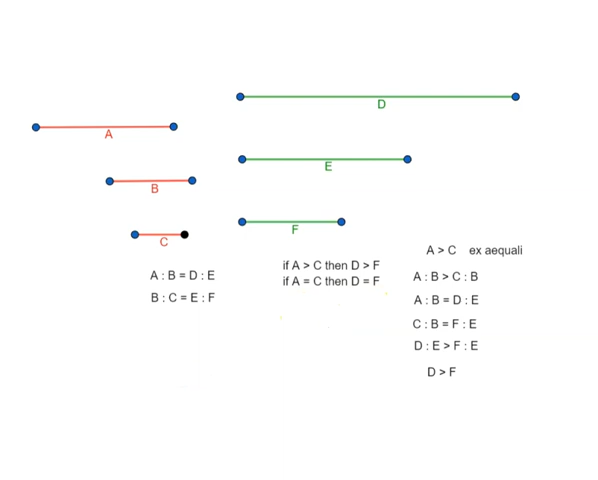 D
A
E
B
F
C
A : B = D : E
B : C = E : F
if A > C then D > F
if A = C then D = F
A > C ex aequali
A : B > C : B
A : B = D : E
C : B = F : E
D : E > F : E
D > F